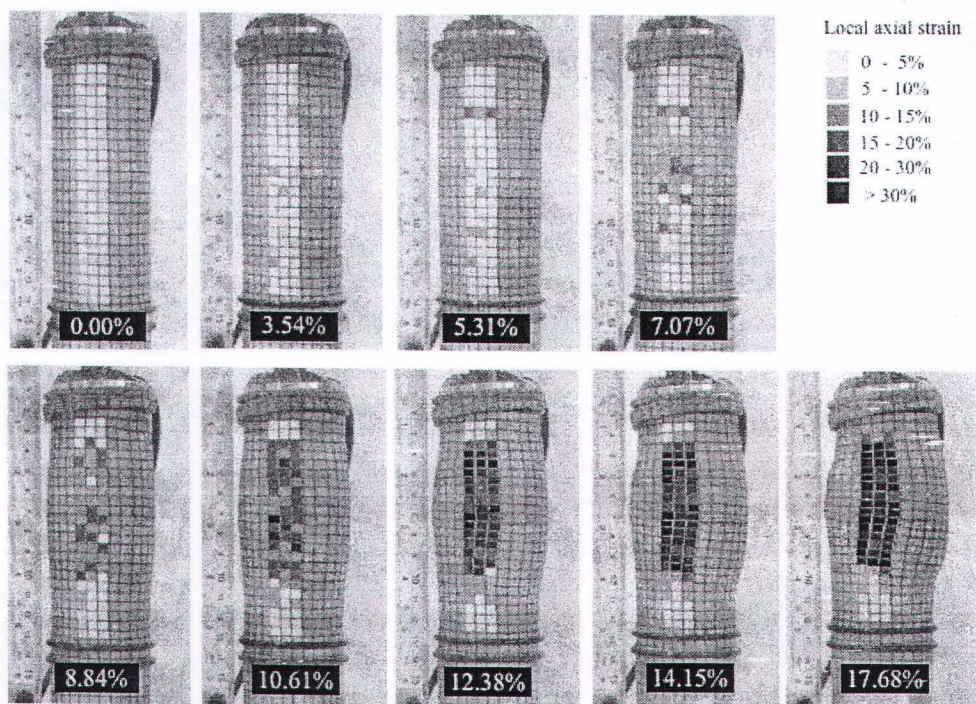 Local axial strain
0 - 5%
5 - 10%
10 - 15%
15 - 20%
20 - 30%
> 30%
0.00%
3.54%
5.31%
7.07%
8.84%
10.61%
12.38%
14.15%
17.68%